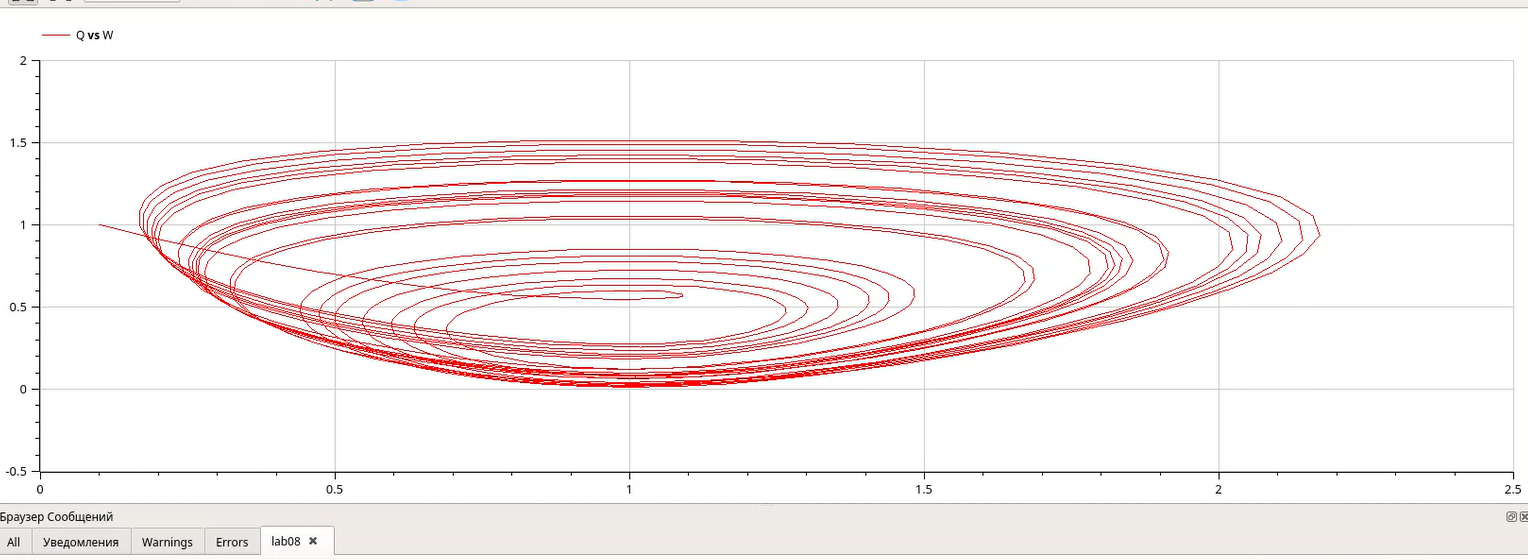 Q vs W
2
1.5
1
0.5
0
-0.5
0 0.5 1 1.5 2 2.5
Браузер Сообщений
All Уведомления Warnings Errors lab08